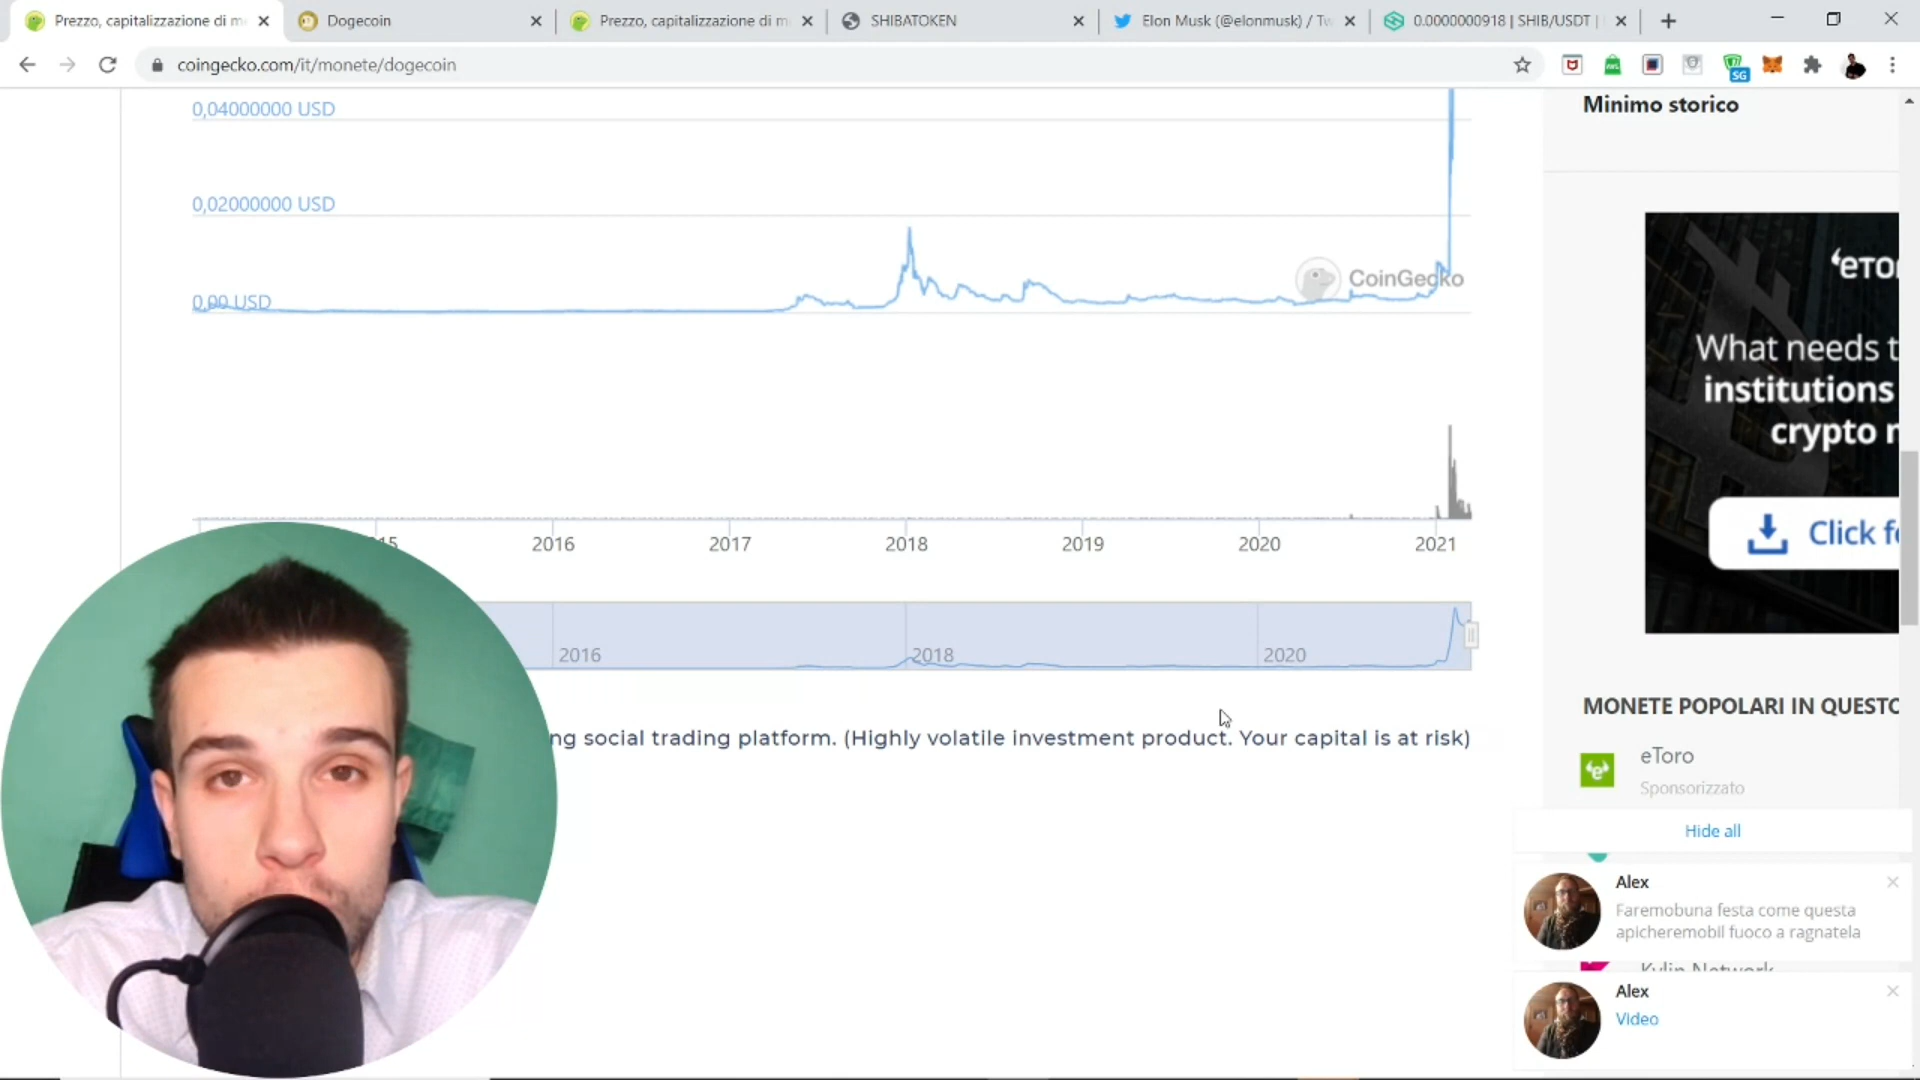 Prezzo, capitalizzazione di m
Dogecoin
Prezzo, capitalizzazione di m
SHIBATOKEN
Elon Musk (@elonmusk) / Tw
0.0000000918 | SHIB/USDT |
coingecko.com/it/monete/dogecoin
SG
0,04000000 USD
0,02000000 USD
0,00 USD
CoinGecko
2016
2017
2018
2019
2020
2021
2016
2018
2020
ng social trading platform. (Highly volatile investment product. Your capital is at risk)
Minimo storico
What needs t
institutions
crypto
Click
MONETE POPOLARI IN QUESTO
eToro
Sponsorizzato
Hide all
Alex
Faremobuna festa come questa
apicheremobil fuoco a ragnatela
Kylin Network
Alex
Video